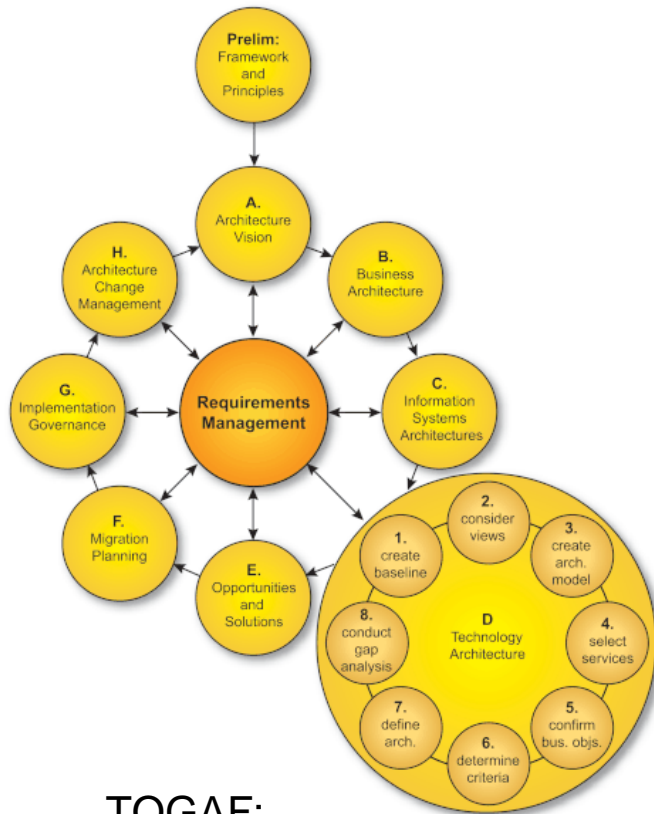 Prelim:
Framework
and
Principles
A.
Architecture
Vision
B.
Business
Architecture
C.
Information
Systems
Architectures
H.
Architecture
Change
Management
G.
Implementation
Governance
Requirements
Management
F.
Migration
Planning
E.
Opportunities
and
Solutions
D
Technology
Architecture
1.
create
baseline
2.
consider
views
3.
create
arch.
model
4.
select
services
5.
confirm
bus. objs.
6.
determine
criteria
7.
define
arch.
8.
conduct
gap
analysis
TOGAF: